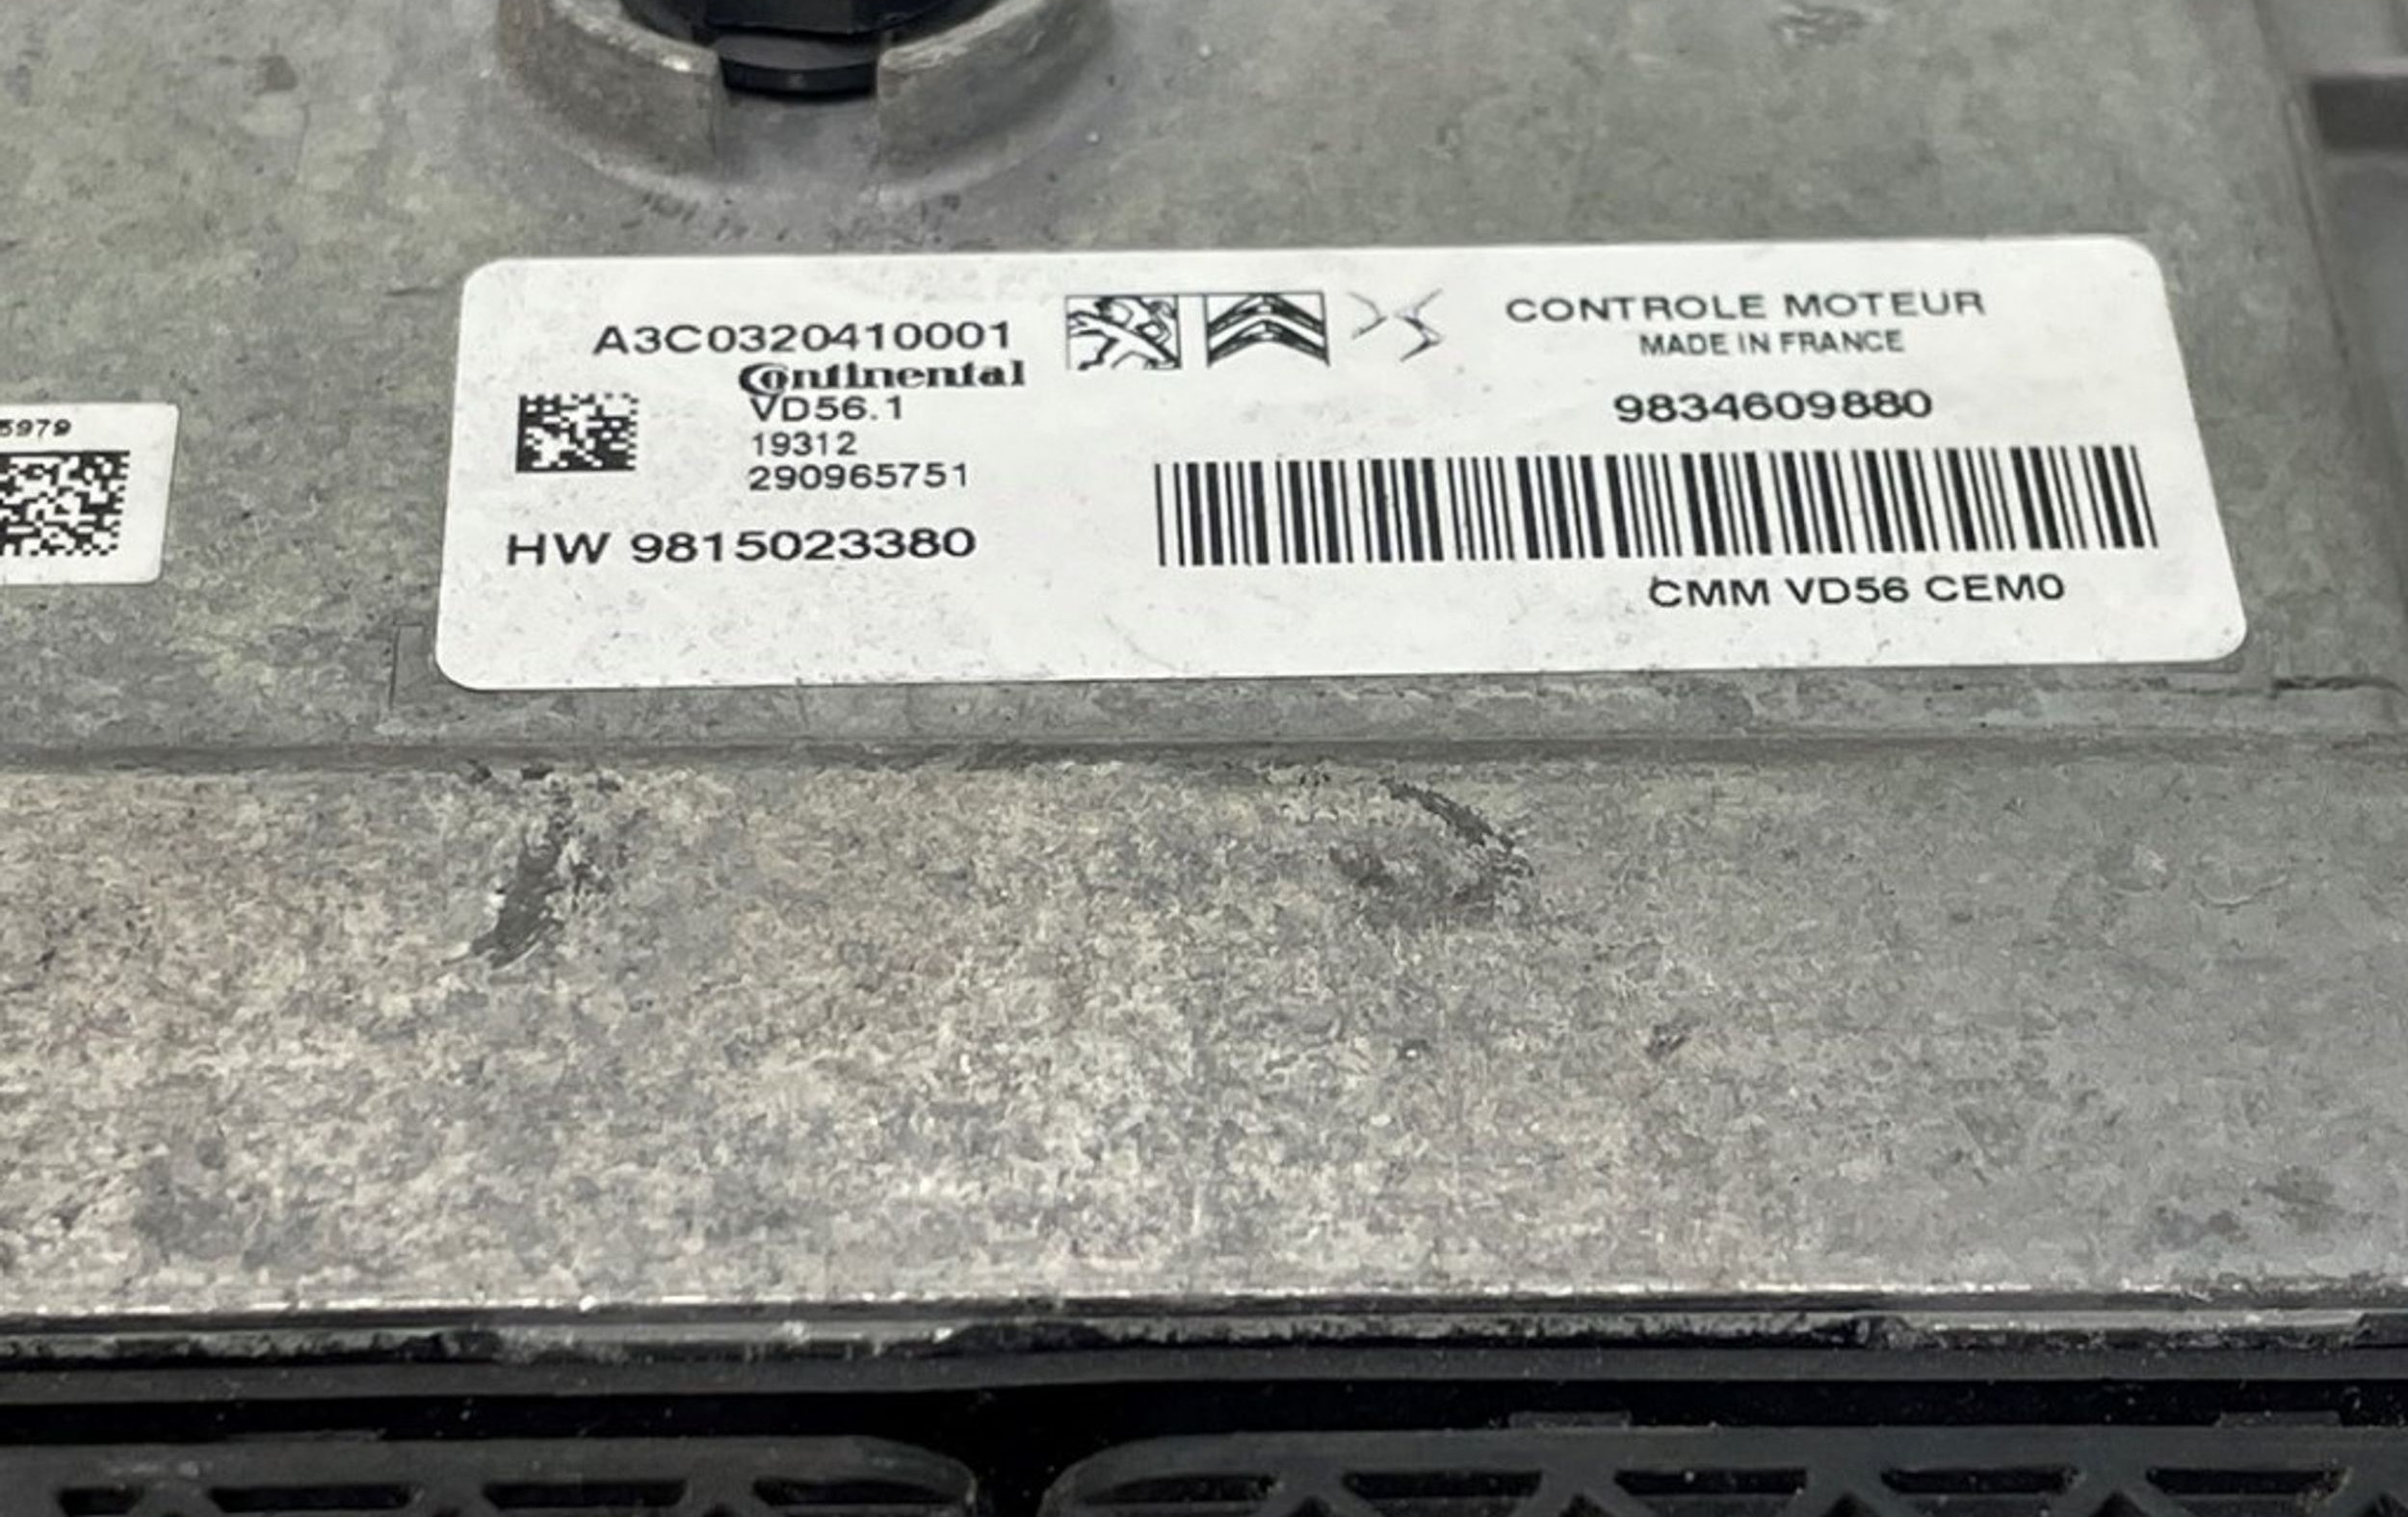 5979
A3C0320410001
Continental
VD56.1
19312
290965751
HW 9815023380
CONTROLE MOTEUR
MADE IN FRANCE
9834609880
CMM VD56 CEM0